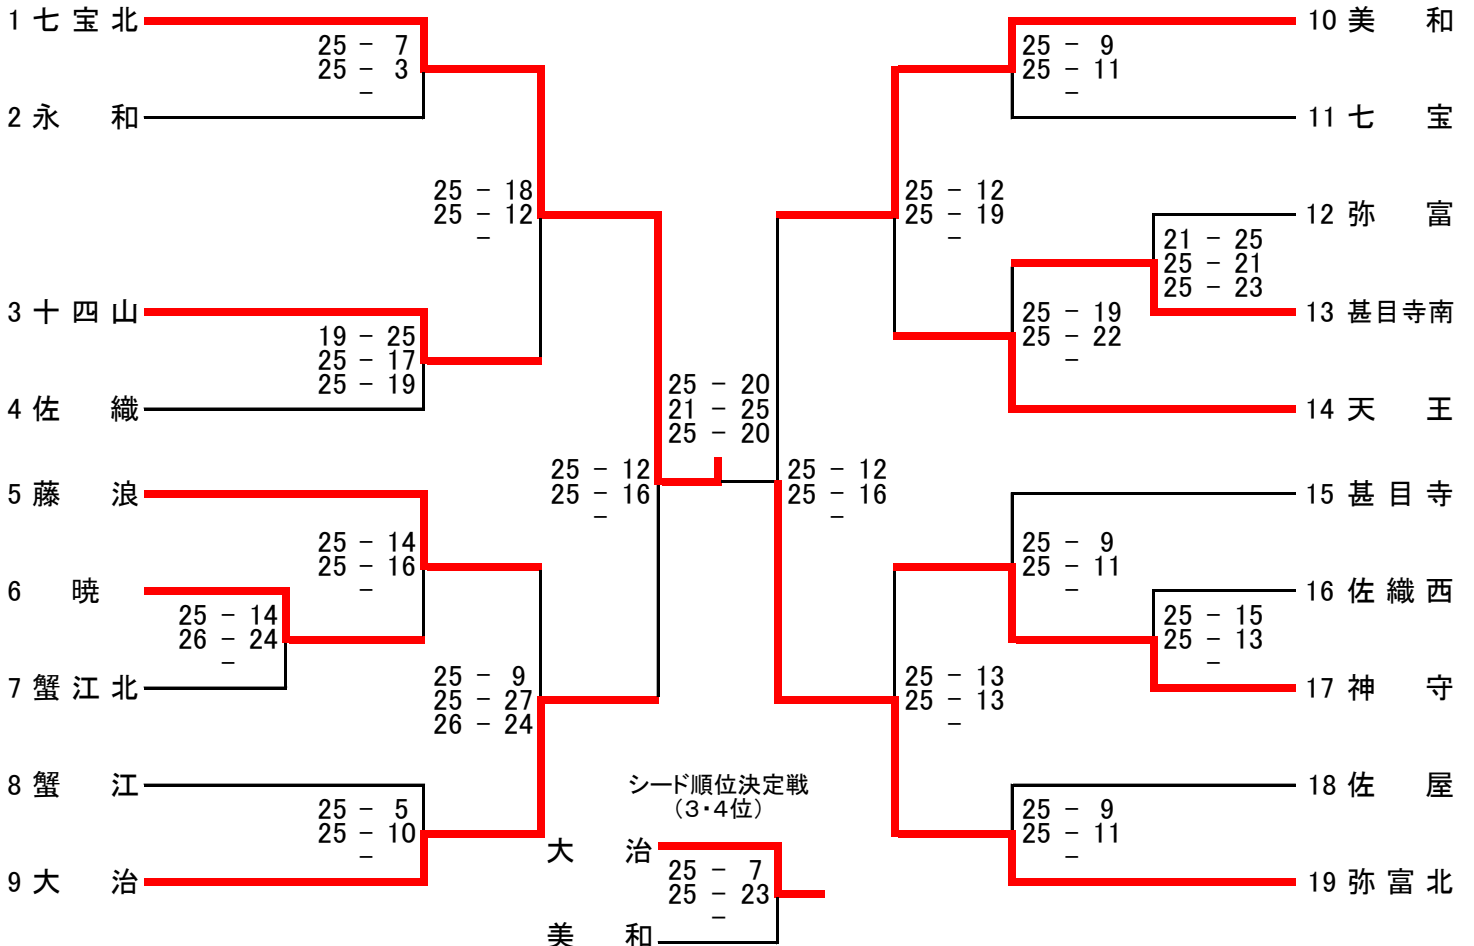 1 七宝北
25 - 7
25 - 3
-
2 永和
25 - 18
25 - 12
-
3 十四山
19 - 25
25 - 17
25 - 19
4 佐織
5 藤浪
25 - 14
25 - 16
-
6 暁
25 - 14
26 - 24
-
7 蟹江北
25 - 9
25 - 27
26 - 24
8 蟹江
25 - 5
25 - 10
-
9 大治
25 - 12
25 - 16
-
25 - 20
21 - 25
25 - 20
25 - 12
25 - 16
-
10 美和
25 - 9
25 - 11
-
11 七宝
25 - 12
25 - 19
-
12 弥富
21 - 25
25 - 21
25 - 23
13 甚目寺南
25 - 19
25 - 22
-
14 天王
15 甚目寺
25 - 9
25 - 11
-
16 佐織西
25 - 15
25 - 13
-
17 神守
25 - 13
25 - 13
-
18 佐屋
25 - 9
25 - 11
-
19 弥富北
シード順位決定戦
(3・4位)
大治
25 - 7
25 - 23
-
美和